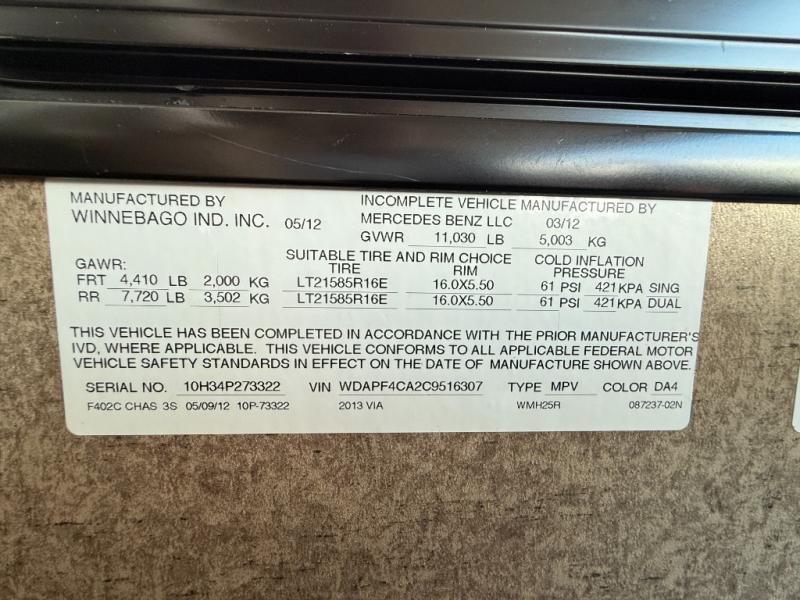 MANUFACTURED BY
WINNEBAGO IND. INC. 05/12
INCOMPLETE VEHICLE MANUFACTURED BY
MERCEDES BENZ LLC 03/12
GVWR 11,030 LB 5,003 KG
SUITABLE TIRE AND RIM CHOICE
GAWR: TIRE RIM COLD INFLATION PRESSURE
FRT 4,410 LB 2,000 KG LT21585R16E 16.0X5.50 61 PSI 421 KPA SING
RR 7,720 LB 3,502 KG LT21585R16E 16.0X5.50 61 PSI 421 KPA DUAL
THIS VEHICLE HAS BEEN COMPLETED IN ACCORDANCE WITH THE PRIOR MANUFACTURER'S
IVD, WHERE APPLICABLE. THIS VEHICLE CONFORMS TO ALL APPLICABLE FEDERAL MOTOR
VEHICLE SAFETY STANDARDS IN EFFECT ON THE DATE OF MANUFACTURE SHOWN ABOVE.
SERIAL NO. 10H34P273322 VIN WDAPF4CA2C9516307 TYPE MPV COLOR DA4
F402C CHAS 3S 05/09/12 10P-73322 2013 VIA WMH25R 087237-02N